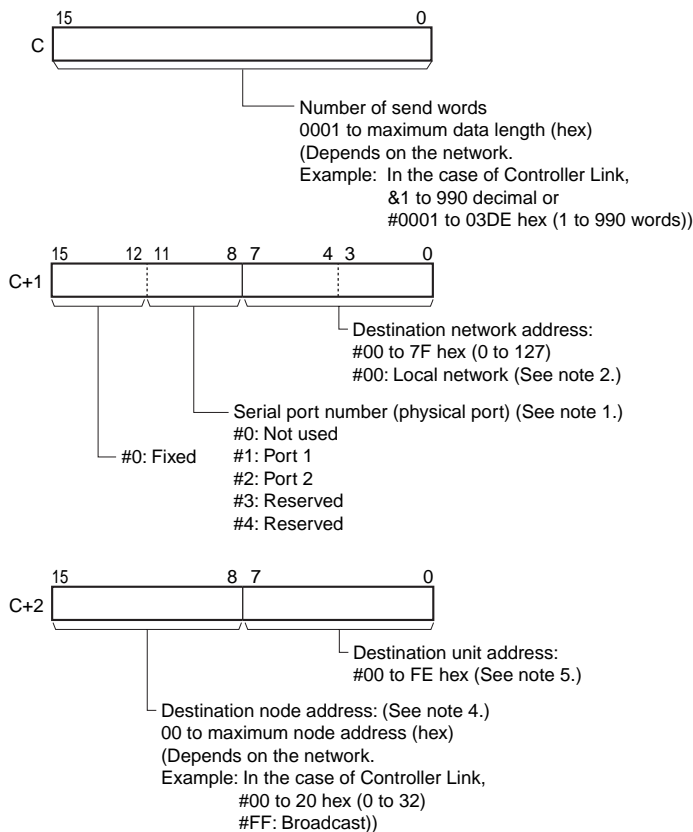 15 0
C
Number of send words
0001 to maximum data length (hex)
(Depends on the network.
Example: In the case of Controller Link,
&1 to 990 decimal or
#0001 to 03DE hex (1 to 990 words))
15 12 11 8 7 4 3 0
C+1
Destination network address:
#00 to 7F hex (0 to 127)
#00: Local network (See note 2.)
Serial port number (physical port) (See note 1.)
#0: Not used
#0: Fixed
#1: Port 1
#2: Port 2
#3: Reserved
#4: Reserved
15 8 7 0
C+2
Destination unit address:
#00 to FE hex (See note 5.)
Destination node address: (See note 4.)
00 to maximum node address (hex)
(Depends on the network.
Example: In the case of Controller Link,
#00 to 20 hex (0 to 32)
#FF: Broadcast))